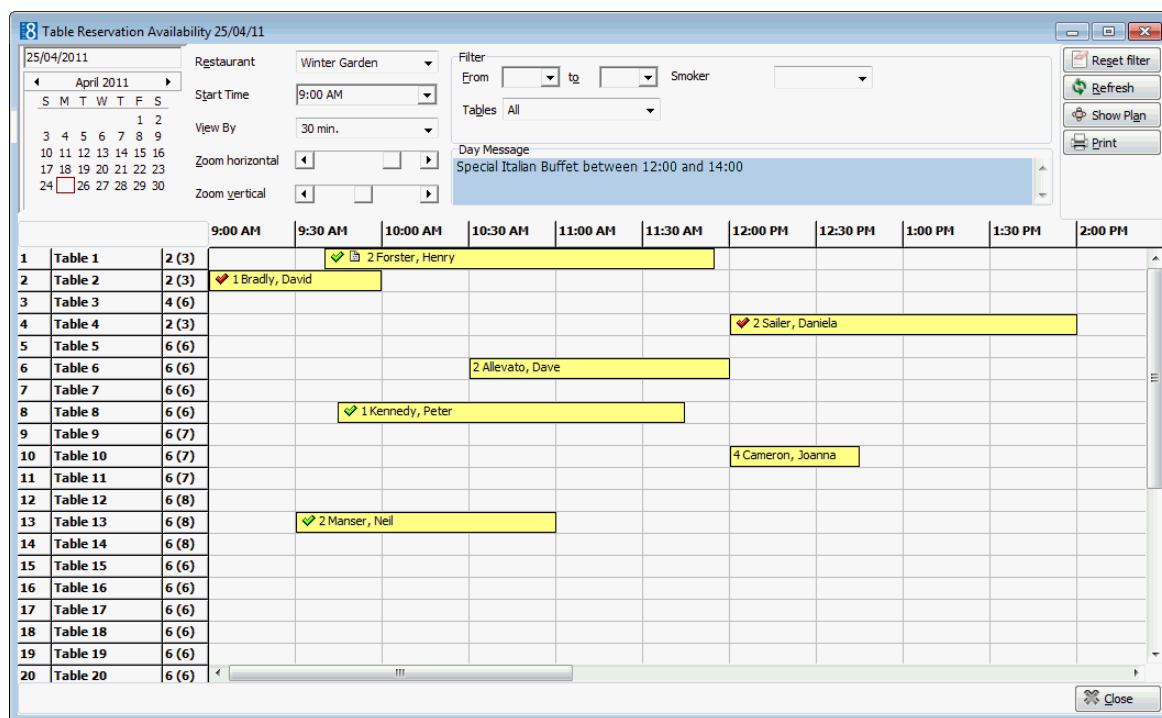 8 Table Reservation Availability 25/04/11
25/04/2011
April 2011
S M T W T F S
1 2
3 4 5 6 7 8 9
10 11 12 13 14 15 16
17 18 19 20 21 22 23
24 26 27 28 29 30
Restaurant Winter Garden
Start Time 9:00 AM
View By 30 min.
Zoom horizontal
Zoom vertical
Filter
From to Smoker
Tables All
Day Message
Special Italian Buffet between 12:00 and 14:00
Reset filter
Refresh
Show Plan
Print
9:00 AM 9:30 AM 10:00 AM 10:30 AM 11:00 AM 11:30 AM 12:00 PM 12:30 PM 1:00 PM 1:30 PM 2:00 PM
1 Table 1 2 (3) 2 Forster, Henry
2 Table 2 2 (3) 1 Bradly, David
3 Table 3 4 (6)
4 Table 4 2 (3) 2 Sailer, Daniela
5 Table 5 6 (6)
6 Table 6 6 (6) 2 Allevato, Dave
7 Table 7 6 (6)
8 Table 8 6 (6) 1 Kennedy, Peter
9 Table 9 6 (7)
10 Table 10 6 (7) 4 Cameron, Joanna
11 Table 11 6 (7)
12 Table 12 6 (8)
13 Table 13 6 (8) 2 Manser, Neil
14 Table 14 6 (8)
15 Table 15 6 (6)
16 Table 16 6 (6)
17 Table 17 6 (6)
18 Table 18 6 (6)
19 Table 19 6 (6)
20 Table 20 6 (6)
Close